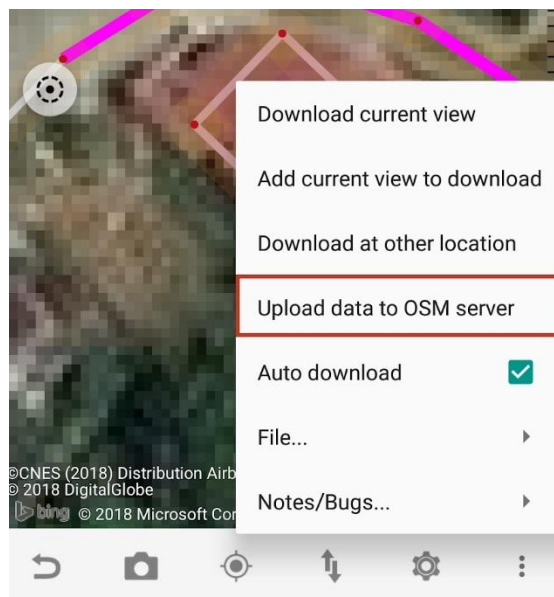 Download current view
Add current view to download
Download at other location
Upload data to OSM server
Auto download
File...
Notes/Bugs...
©CNES (2018) Distribution Airb
© 2018 DigitalGlobe
bing © 2018 Microsoft Cor